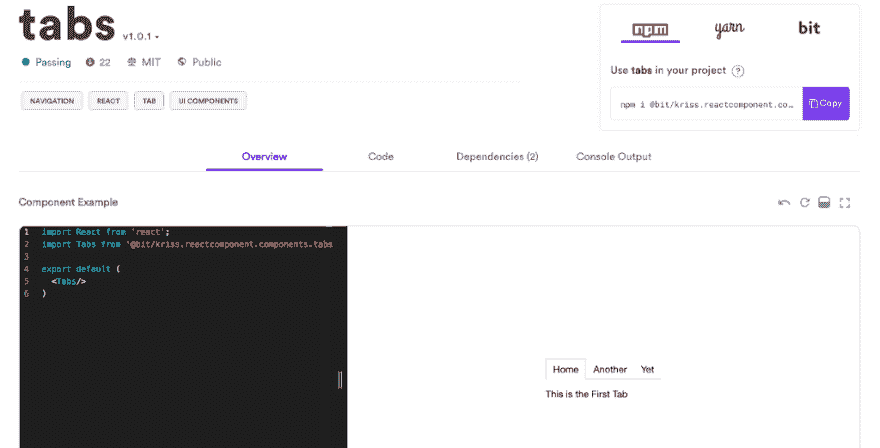 tabs v1.0.1
Passing 22 MIT Public
NAVIGATION REACT TAB UI COMPONENTS
npm yarn bit
Use tabs in your project ?
npm i @bit/kriss.reactcomponent.co... Copy
Overview Code Dependencies (2) Console Output
Component Example
1 import React from 'react';
2 import Tabs from '@bit/kriss.reactcomponent.components.tabs
3
4 export default (
5 <Tabs/>
6 )
Home Another Yet
This is the First Tab